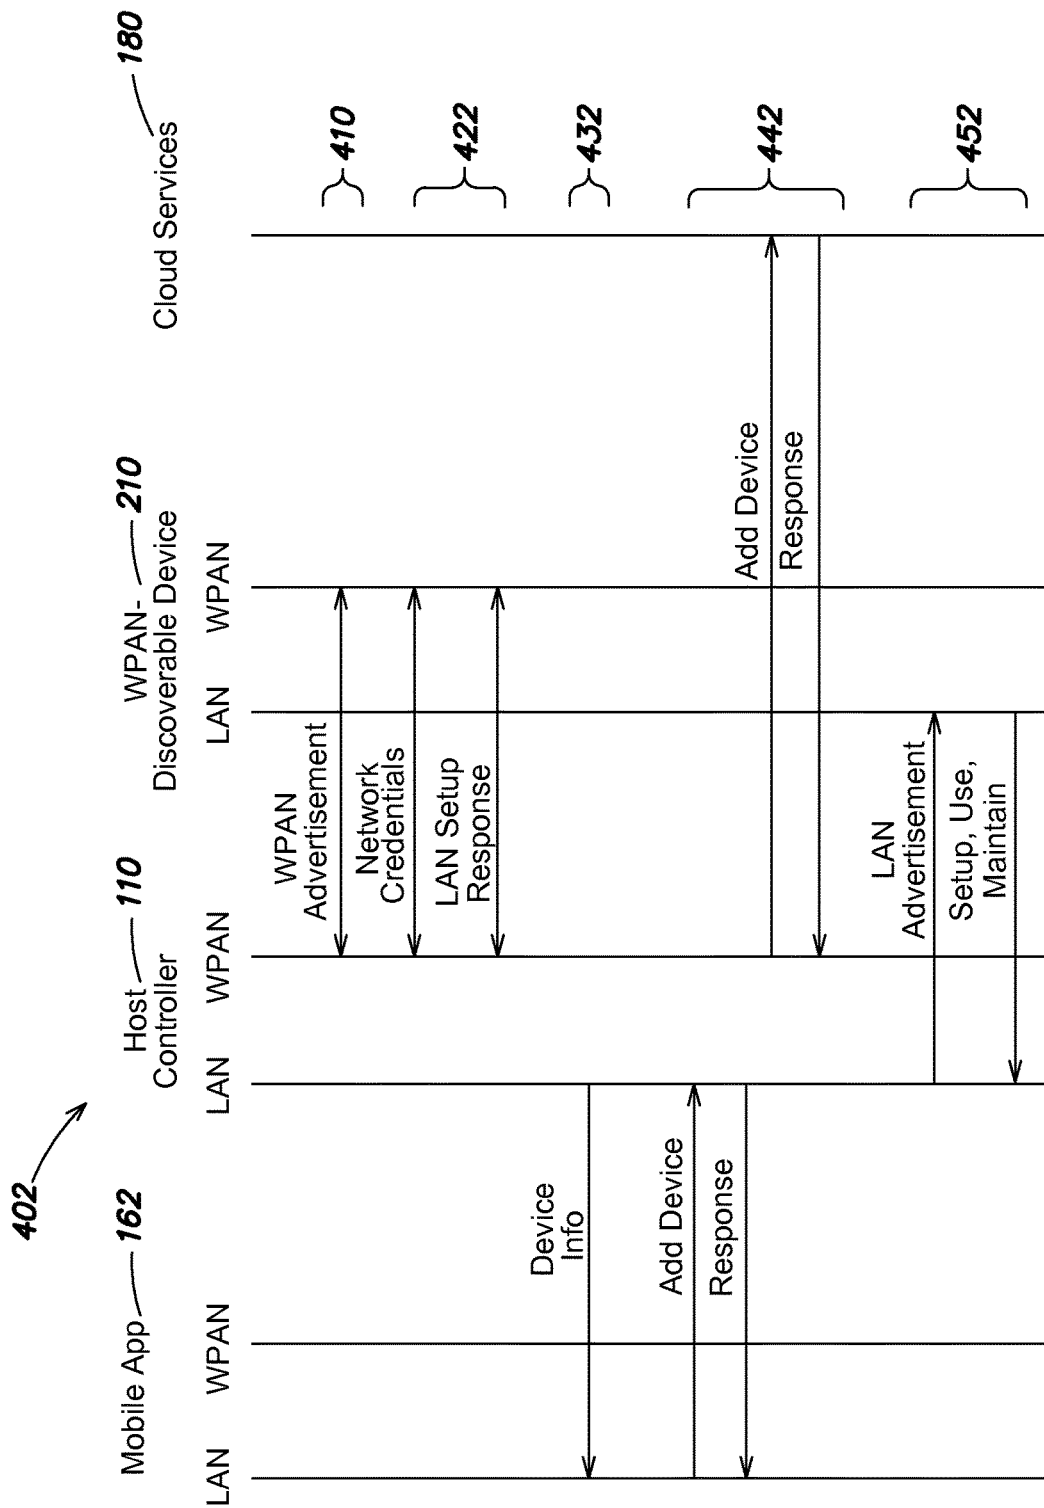 402
Mobile App 162
LAN WPAN
Host 110
Controller
LAN WPAN
WPAN- 210
Discoverable Device
LAN WPAN
Cloud Services 180
WPAN
Advertisement
410
Network
Credentials
LAN Setup
Response
422
Device
Info
432
Add Device
Response
Add Device
Response
442
LAN
Advertisement
Setup, Use,
Maintain
452